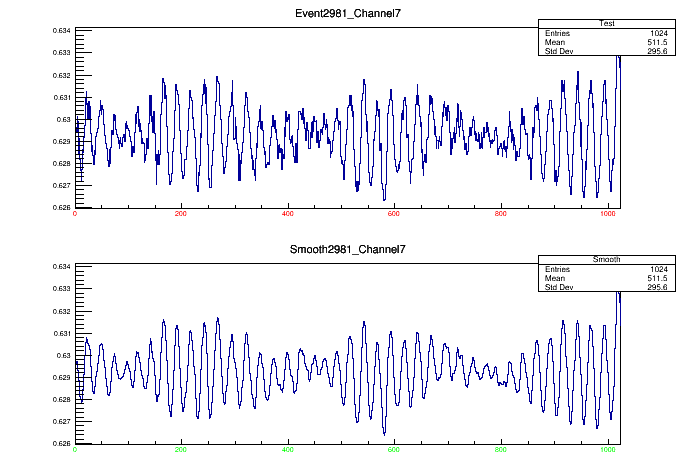 Event2981_Channel7
Test
Entries 1024
Mean 511.5
Std Dev 295.6
0.634
0.633
0.632
0.631
0.63
0.629
0.628
0.627
0.626
0 200 400 600 800 1000
Smooth2981_Channel7
Smooth
Entries 1024
Mean 511.5
Std Dev 295.6
0.634
0.633
0.632
0.631
0.63
0.629
0.628
0.627
0.626
0 200 400 600 800 1000